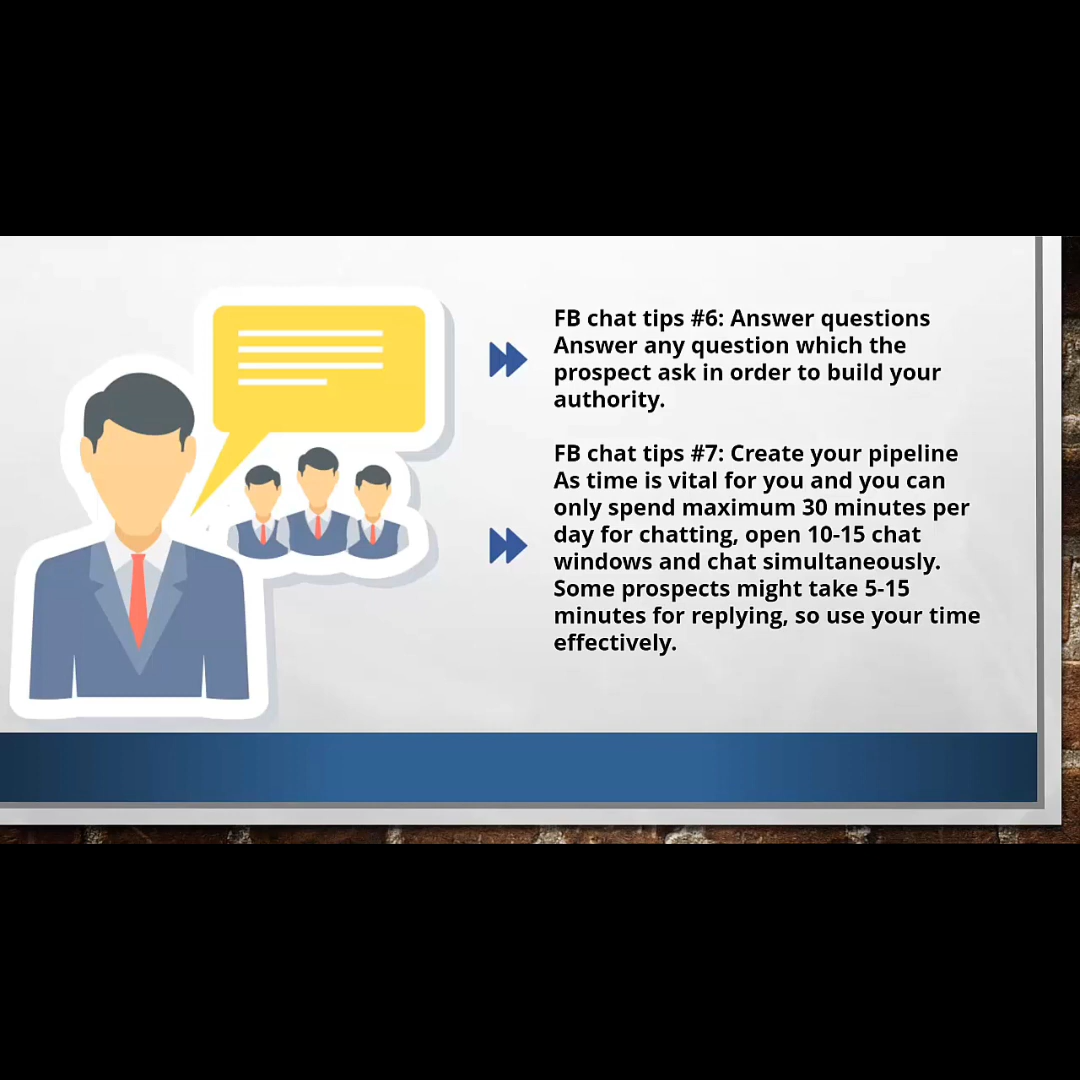 FB chat tips #6: Answer questions
Answer any question which the
prospect ask in order to build your
authority.
FB chat tips #7: Create your pipeline
As time is vital for you and you can
only spend maximum 30 minutes per
day for chatting, open 10-15 chat
windows and chat simultaneously.
Some prospects might take 5-15
minutes for replying, so use your time
effectively.